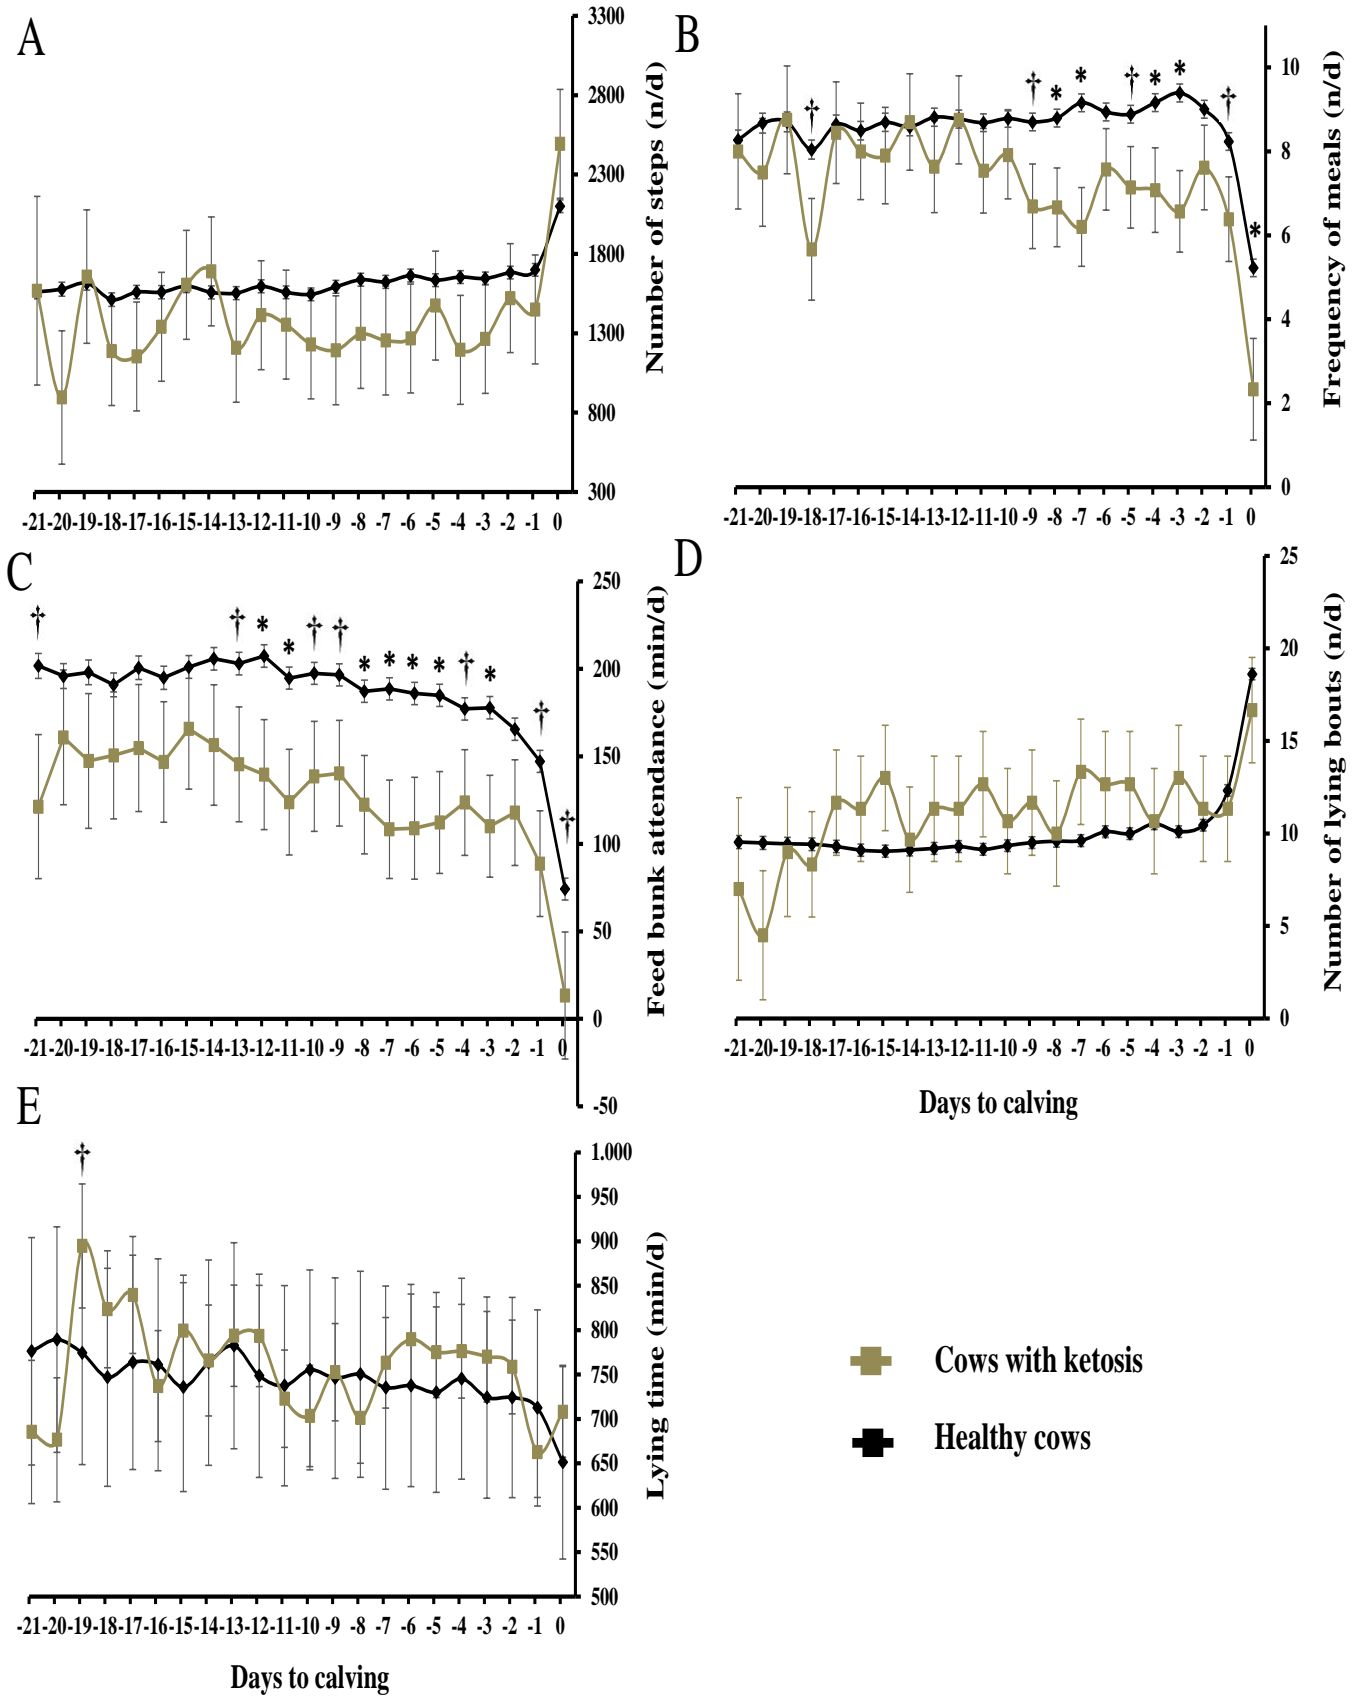 A
Number of steps (n/d)
3300
2800
2300
1800
1300
800
300
-21 -20 -19 -18 -17 -16 -15 -14 -13 -12 -11 -10 -9 -8 -7 -6 -5 -4 -3 -2 -1 0
B
Frequency of meals (n/d)
† † * * † * * † *
10
8
6
4
2
0
-21 -20 -19 -18 -17 -16 -15 -14 -13 -12 -11 -10 -9 -8 -7 -6 -5 -4 -3 -2 -1 0
C
Feed bunk attendance (min/d)
† † * * † † * * * * † * † †
250
200
150
100
50
0
-50
-21 -20 -19 -18 -17 -16 -15 -14 -13 -12 -11 -10 -9 -8 -7 -6 -5 -4 -3 -2 -1 0
D
Number of lying bouts (n/d)
25
20
15
10
5
0
-21 -20 -19 -18 -17 -16 -15 -14 -13 -12 -11 -10 -9 -8 -7 -6 -5 -4 -3 -2 -1 0
Days to calving
E
Lying time (min/d)
†
1.000
950
900
850
800
750
700
650
600
550
500
-21 -20 -19 -18 -17 -16 -15 -14 -13 -12 -11 -10 -9 -8 -7 -6 -5 -4 -3 -2 -1 0
Days to calving
Cows with ketosis
Healthy cows